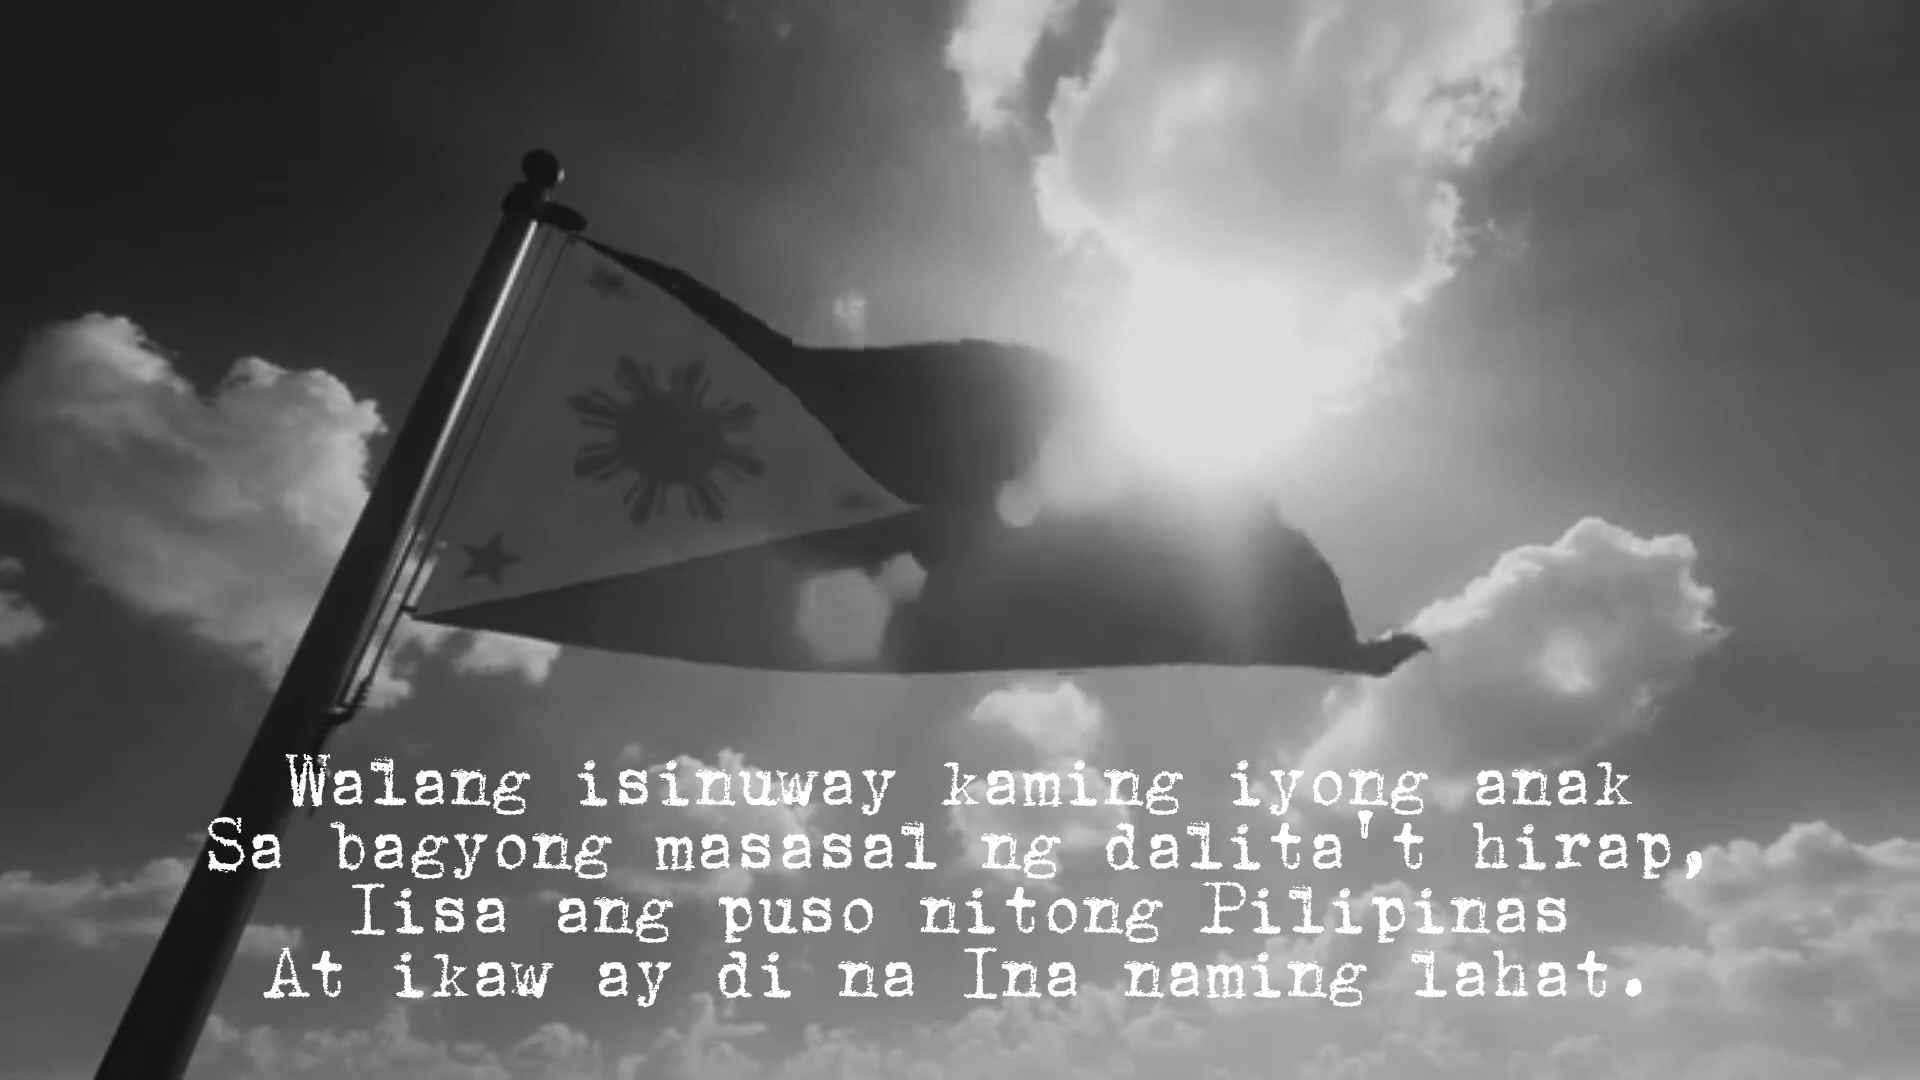 Walang isinuway kaming iyong anak
Sa bagyong masasal ng dalita't hirap,
Iisa ang puso nitong Pilipinas
At ikaw ay di na Ina naming lahat.